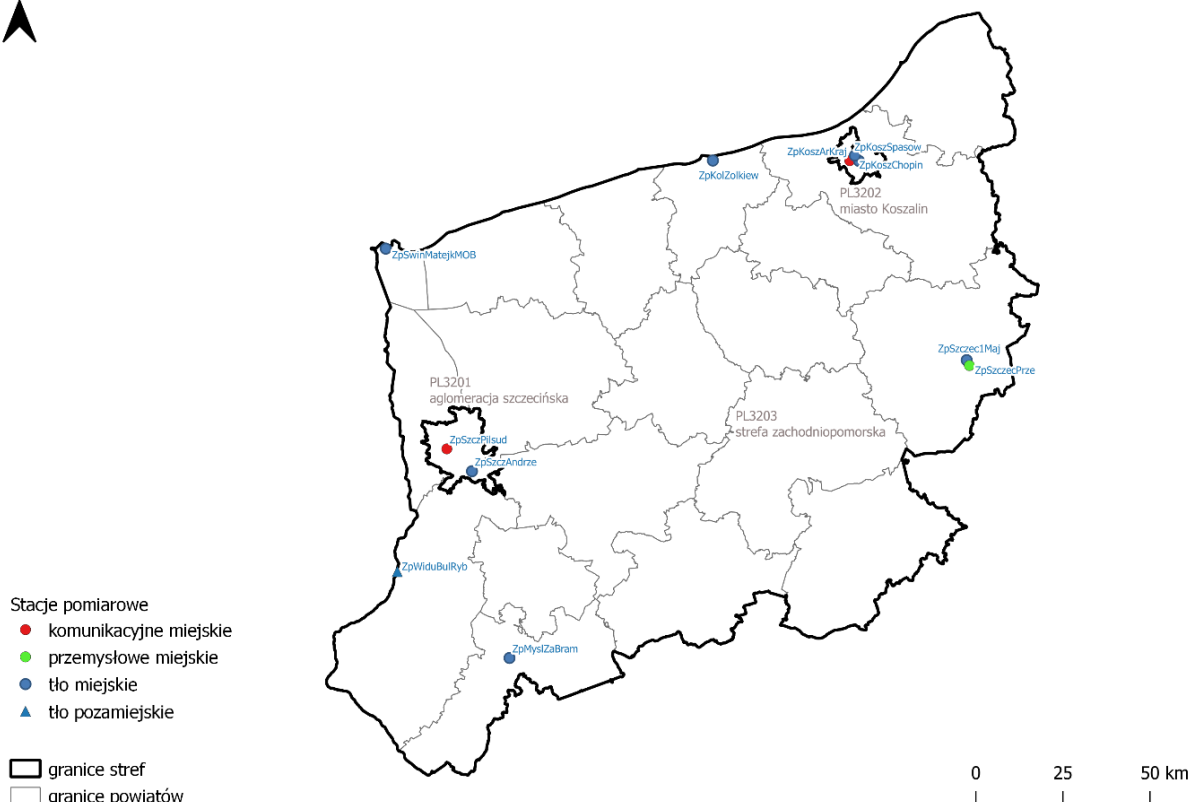 ZpKoszArKraj
ZpKoszSpasow
ZpKoszChopin
ZpKolZolkiew
PL3202
miasto Koszalin
ZpSwinMatejkMOB
ZpSzczec1Maj
ZpSzczecPrze
PL3201
aglomeracja szczecińska
PL3203
strefa zachodniopomorska
ZpSzczPilsud
ZpSzczAndrze
ZpWiduBulRyb
ZpMyslZaBram
Stacje pomiarowe
komunikacyjne miejskie
przemysłowe miejskie
tło miejskie
tło pozamiejskie
granice stref
granice powiatów
0 25 50 km